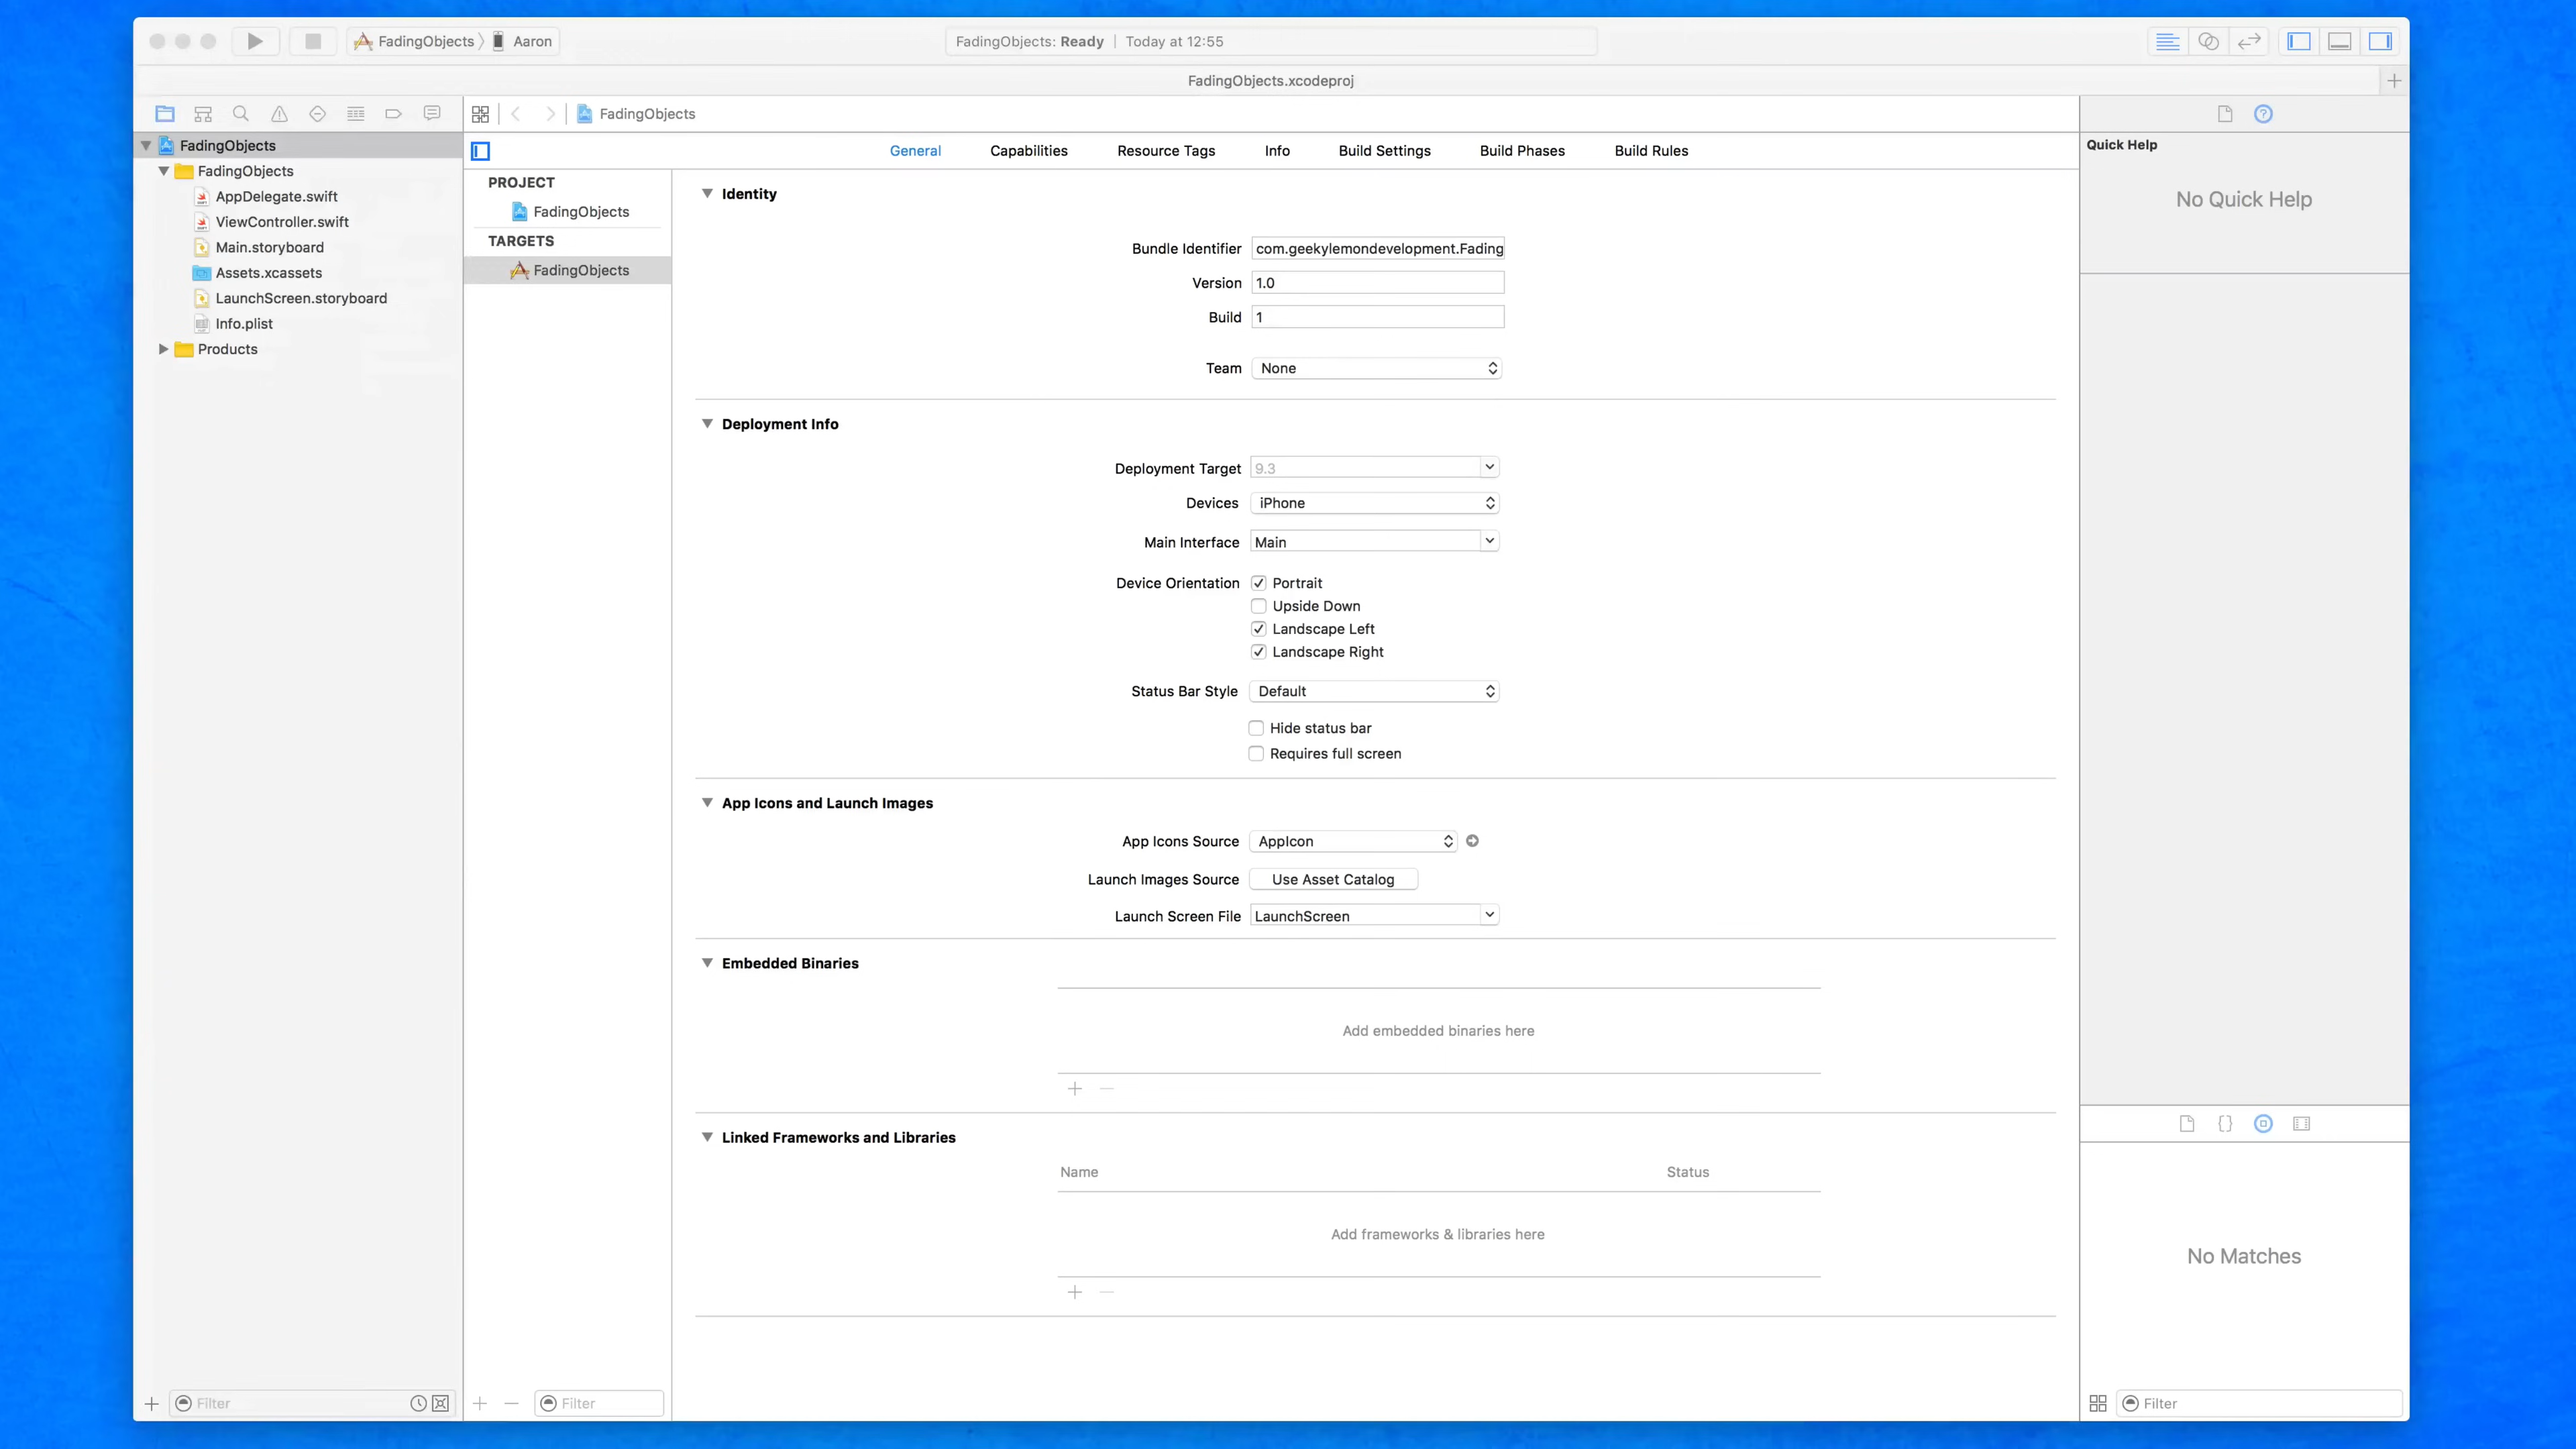 FadingObjects Aaron
FadingObjects: Ready | Today at 12:55
FadingObjects.xcodeproj
FadingObjects
Quick Help
No Quick Help
FadingObjects
FadingObjects
AppDelegate.swift
ViewController.swift
Main.storyboard
Assets.xcassets
LaunchScreen.storyboard
Info.plist
Products
General Capabilities Resource Tags Info Build Settings Build Phases Build Rules
PROJECT
FadingObjects
TARGETS
FadingObjects
Identity
Bundle Identifier com.geekylemondevelopment.Fading
Version 1.0
Build 1
Team None
Deployment Info
Deployment Target 9.3
Devices iPhone
Main Interface Main
Device Orientation Portrait
Upside Down
Landscape Left
Landscape Right
Status Bar Style Default
Hide status bar
Requires full screen
App Icons and Launch Images
App Icons Source AppIcon
Launch Images Source Use Asset Catalog
Launch Screen File LaunchScreen
Embedded Binaries
Add embedded binaries here
Linked Frameworks and Libraries
Name Status
Add frameworks & libraries here
No Matches
Filter
Filter
Filter